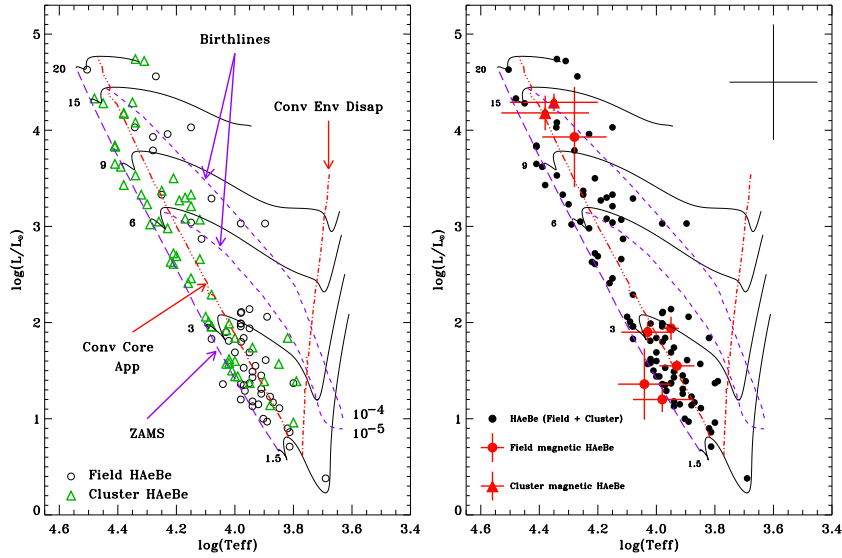 5
4
3
2
1
0
log(L/L⊙)
4.6
4.4
4.2
4.0
3.8
3.6
3.4
log(Teff)
Birthlines
Conv Env Disap
20
15
9
6
3
1.5
Conv Core
App
ZAMS
10-4
10-5
Field HAeBe
Cluster HAeBe
5
4
3
2
1
0
log(L/L⊙)
4.6
4.4
4.2
4.0
3.8
3.6
3.4
log(Teff)
20
15
9
6
3
1.5
HAeBe (Field + Cluster)
Field magnetic HAeBe
Cluster magnetic HAeBe